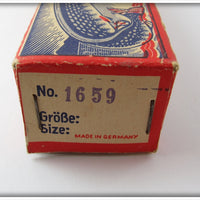 No. 1659
Größe:
Size:
MADE IN GERMANY